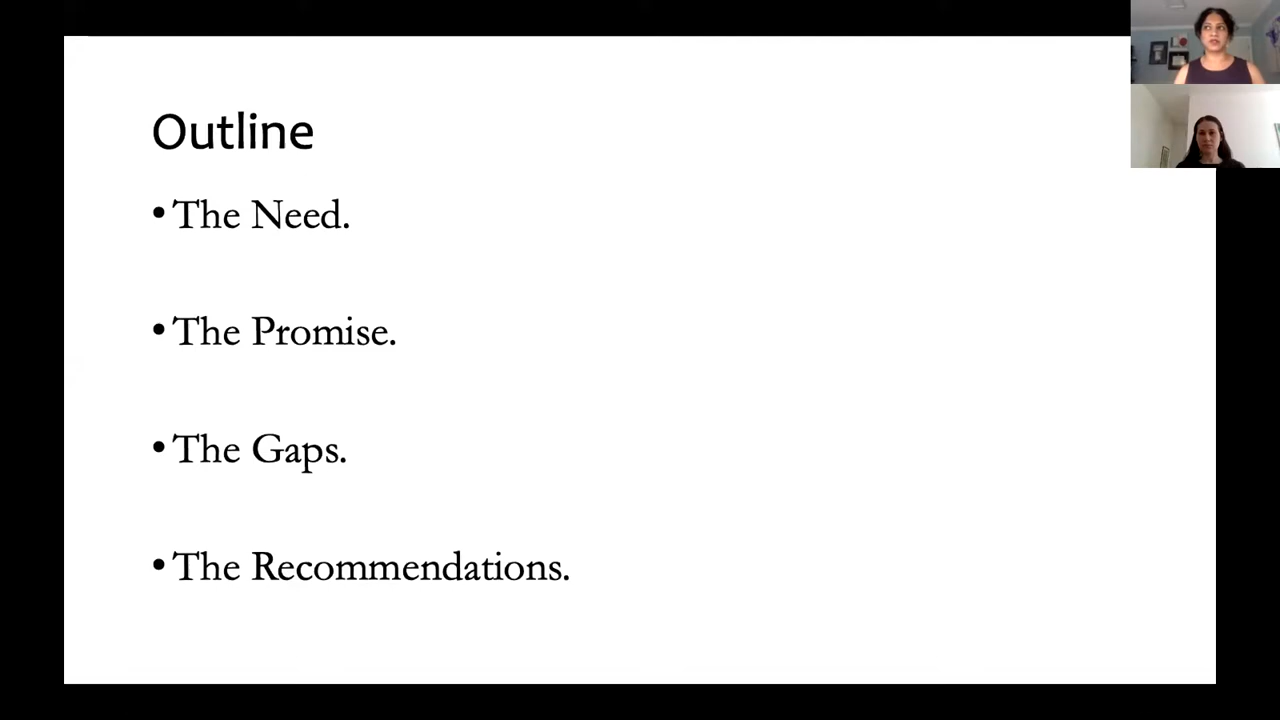 Outline
• The Need.
• The Promise.
• The Gaps.
• The Recommendations.